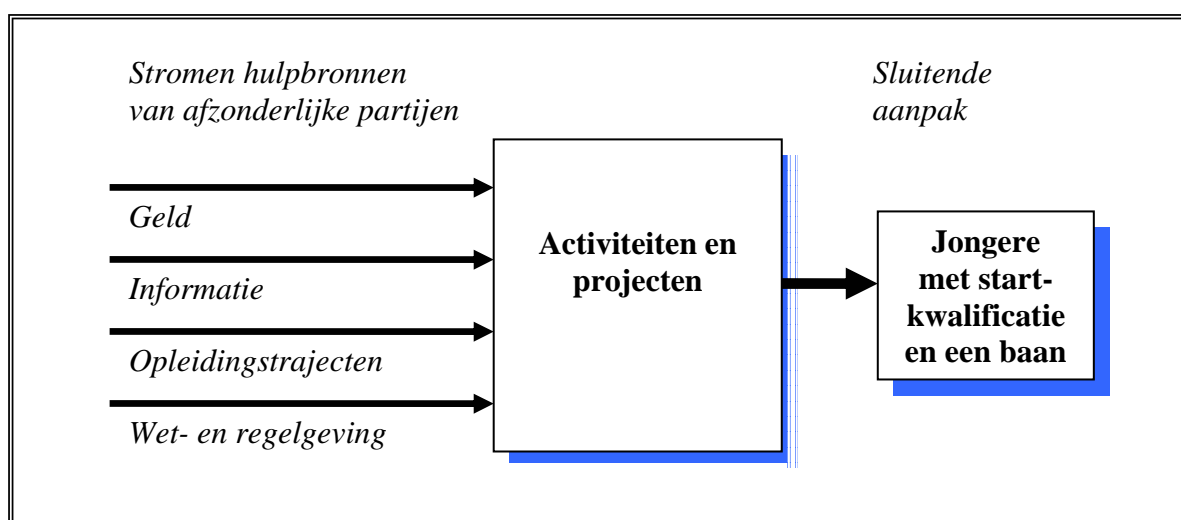 Stromen hulpbronnen
van afzonderlijke partijen
Sluitende
aanpak
Geld
Informatie
Opleidingstrajecten
Wet- en regelgeving
Activiteiten en
projecten
Jongere
met start-
kwalificatie
en een baan